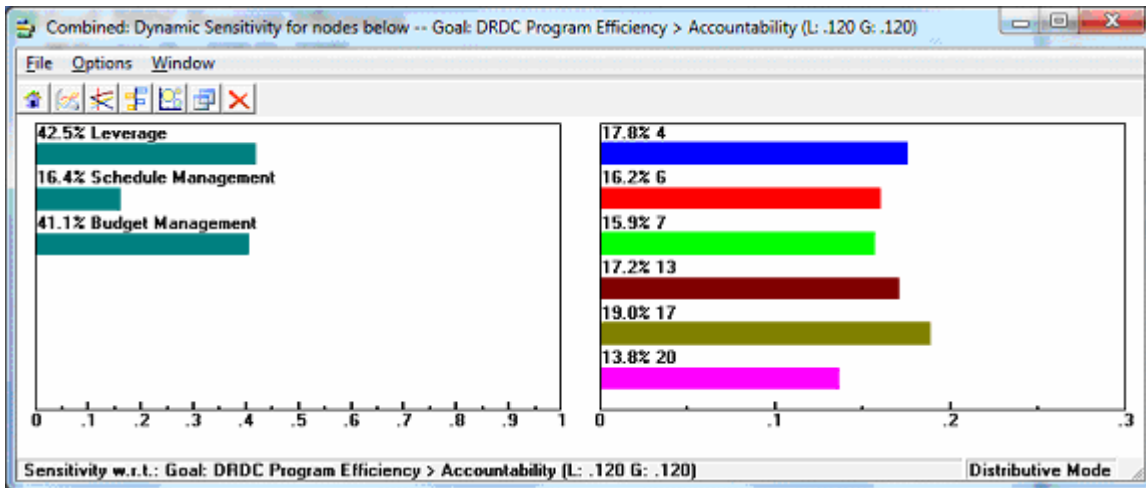 Combined: Dynamic Sensitivity for nodes below -- Goal: DRDC Program Efficiency > Accountability (L: .120 G: .120)
File Options Window
42.5% Leverage
16.4% Schedule Management
41.1% Budget Management
0 .1 .2 .3 .4 .5 .6 .7 .8 .9 1
17.8% 4
16.2% 6
15.9% 7
17.2% 13
19.0% 17
13.8% 20
0 .1 .2 .3
Sensitivity w.r.t.: Goal: DRDC Program Efficiency > Accountability (L: .120 G: .120)
Distributive Mode